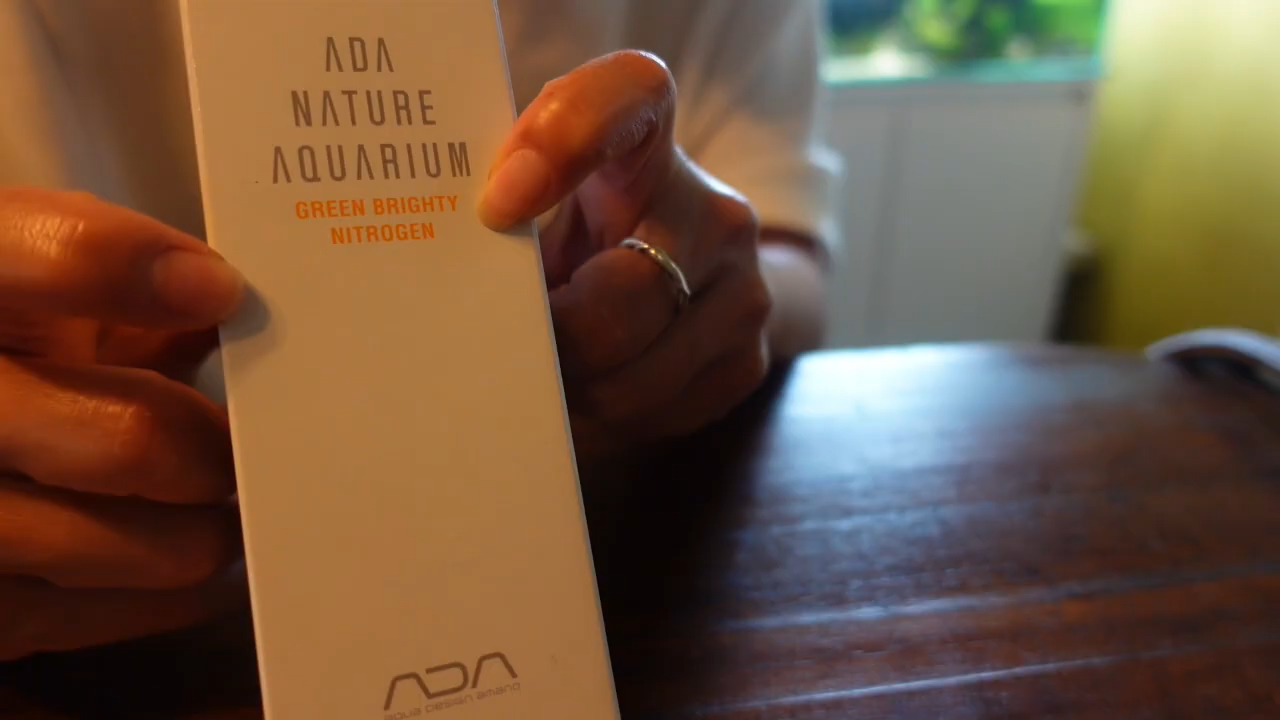 ADA
NATURE
AQUARIUM
GREEN BRIGHTY
NITROGEN
ADA
aqua design amano